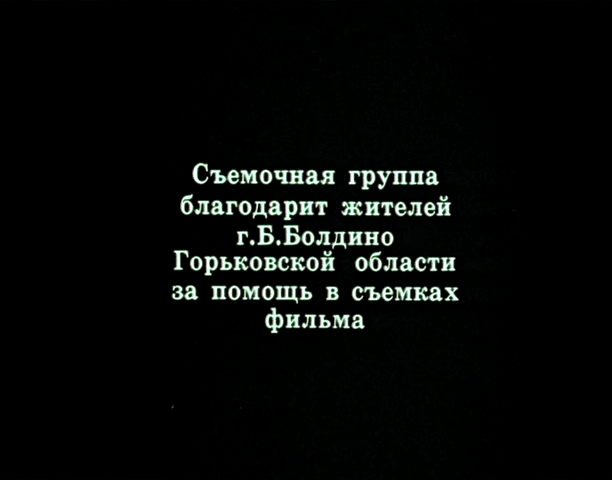 Съемочная группа
благодарит жителей
г.Б.Болдино
Горьковской области
за помощь в съемках
фильма